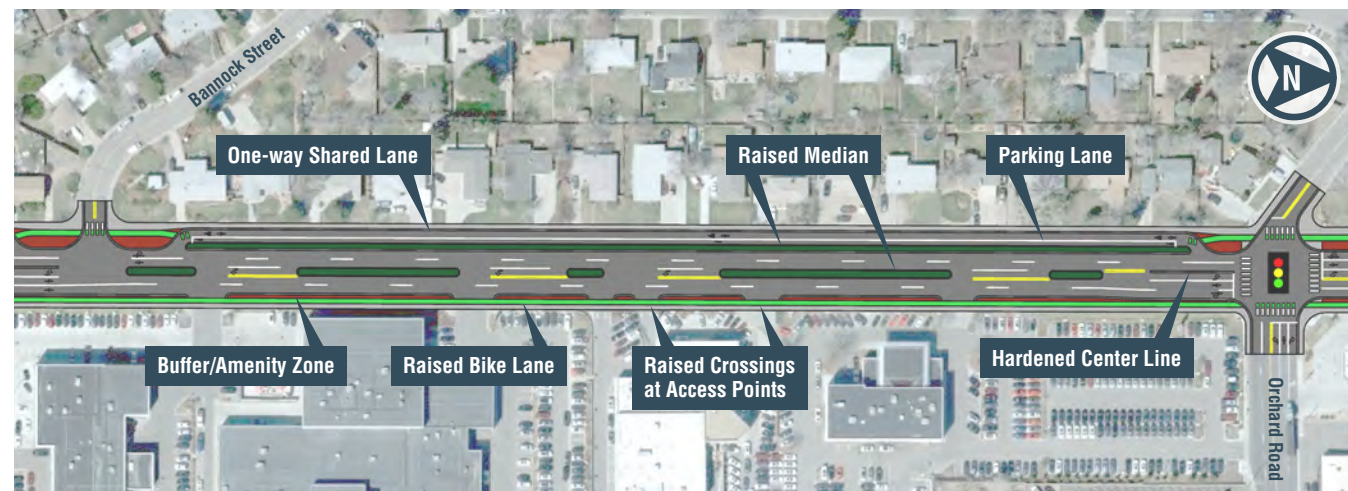 Bannock Street
N
One-way Shared Lane
Raised Median
Parking Lane
Buffer/Amenity Zone
Raised Bike Lane
Raised Crossings
at Access Points
Hardened Center Line
Orchard Road